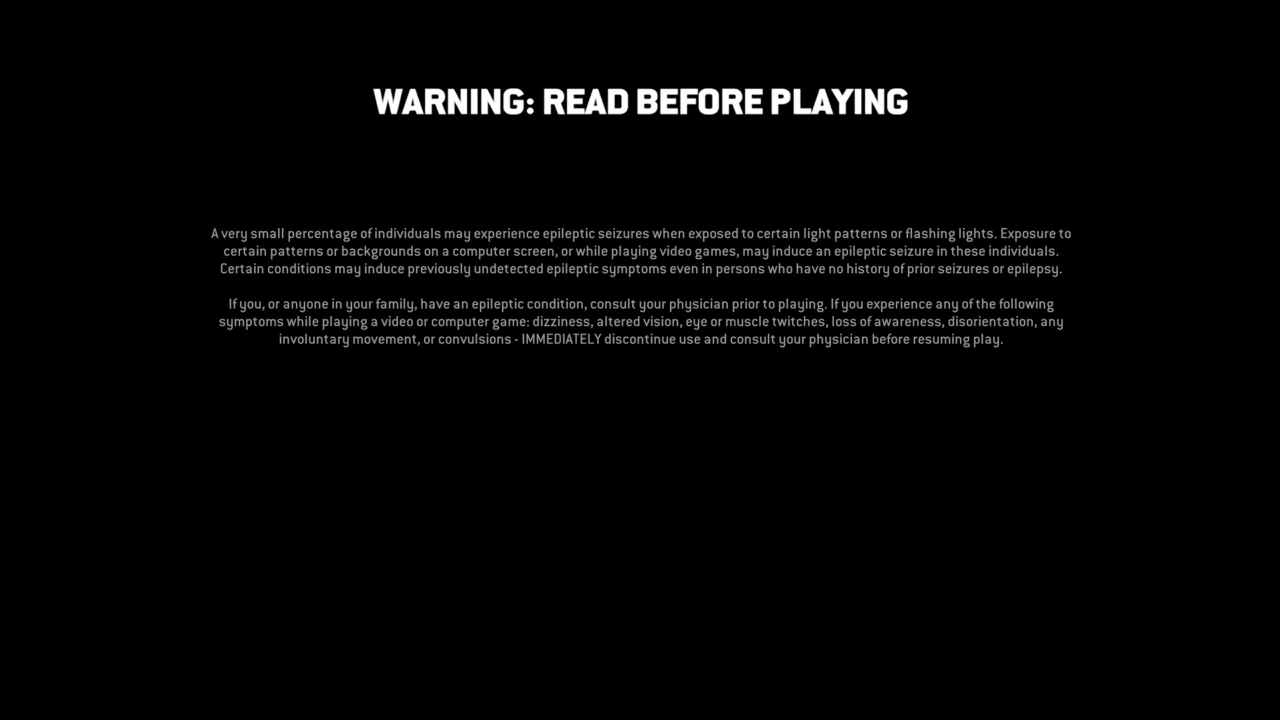 WARNING: READ BEFORE PLAYING
A very small percentage of individuals may experience epileptic seizures when exposed to certain light patterns or flashing lights. Exposure to
certain patterns or backgrounds on a computer screen, or while playing video games, may induce an epileptic seizure in these individuals.
Certain conditions may induce previously undetected epileptic symptoms even in persons who have no history of prior seizures or epilepsy.
If you, or anyone in your family, have an epileptic condition, consult your physician prior to playing. If you experience any of the following
symptoms while playing a video or computer game: dizziness, altered vision, eye or muscle twitches, loss of awareness, disorientation, any
involuntary movement, or convulsions - IMMEDIATELY discontinue use and consult your physician before resuming play.